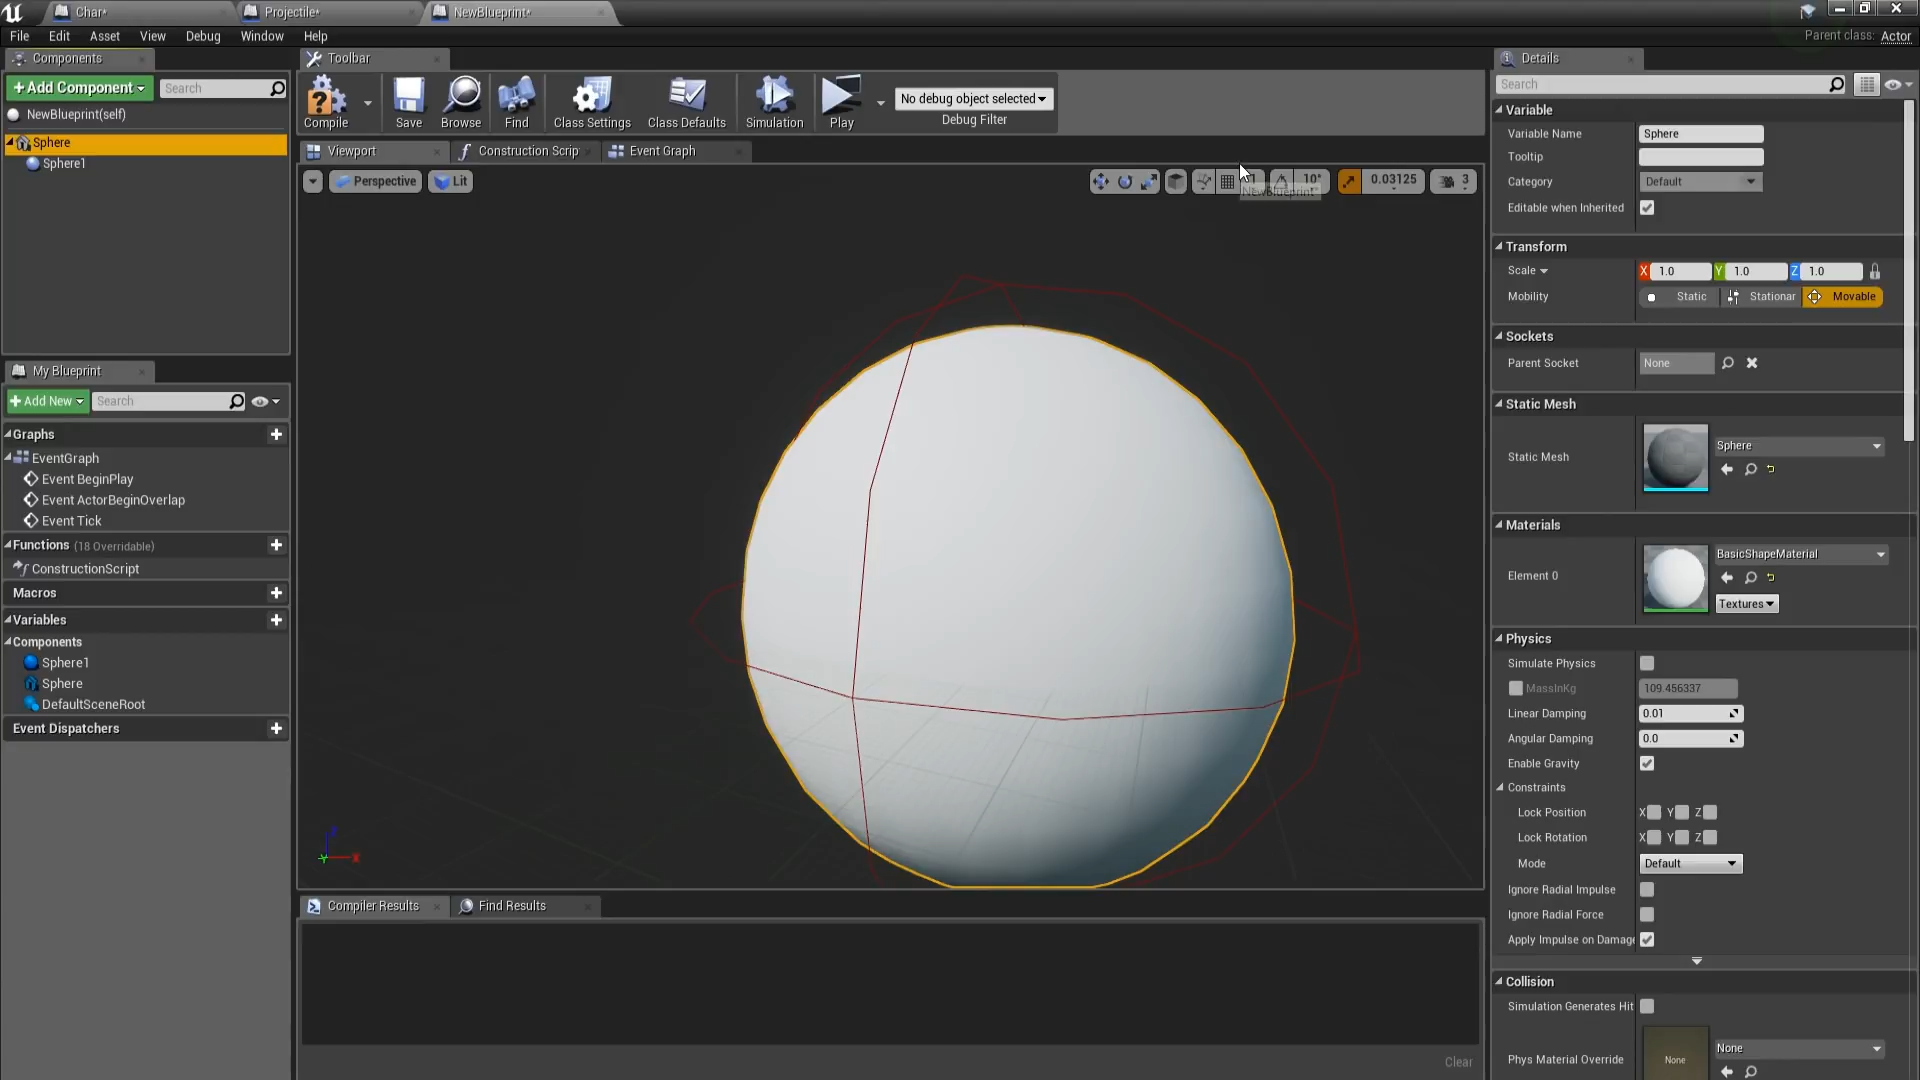 Char*
Projectile*
NewBlueprint*
File Edit Asset View Debug Window Help
Parent class: Actor
Components
+Add Component
Search
NewBlueprint(self)
Sphere
Sphere1
Toolbar
Compile
Save
Browse
Find
Class Settings
Class Defaults
Simulation
Play
No debug object selected
Debug Filter
Viewport
Construction Scrip
Event Graph
Perspective
Lit
10°
0.03125
3
NewBlueprint*
My Blueprint
+Add New
Search
Graphs
EventGraph
Event BeginPlay
Event ActorBeginOverlap
Event Tick
Functions (18 Overridable)
ConstructionScript
Macros
Variables
Components
Sphere1
Sphere
DefaultSceneRoot
Event Dispatchers
X
Compiler Results
Find Results
Clear
Details
Search
Variable
Variable Name Sphere
Tooltip
Category Default
Editable when Inherited
Transform
Scale X 1.0 Y 1.0 Z 1.0
Mobility Static Stationar Movable
Sockets
Parent Socket None
Static Mesh
Static Mesh Sphere
Materials
Element 0 BasicShapeMaterial
Textures
Physics
Simulate Physics
MassInKg 109.456337
Linear Damping 0.01
Angular Damping 0.0
Enable Gravity
Constraints
Lock Position X Y Z
Lock Rotation X Y Z
Mode Default
Ignore Radial Impulse
Ignore Radial Force
Apply Impulse on Damag
Collision
Simulation Generates Hit
Phys Material Override None None